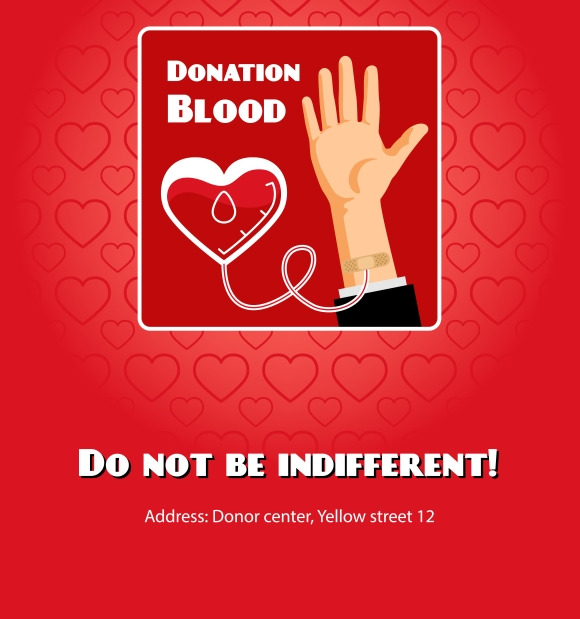 Donation
Blood
Do not be indifferent!
Address: Donor center, Yellow street 12